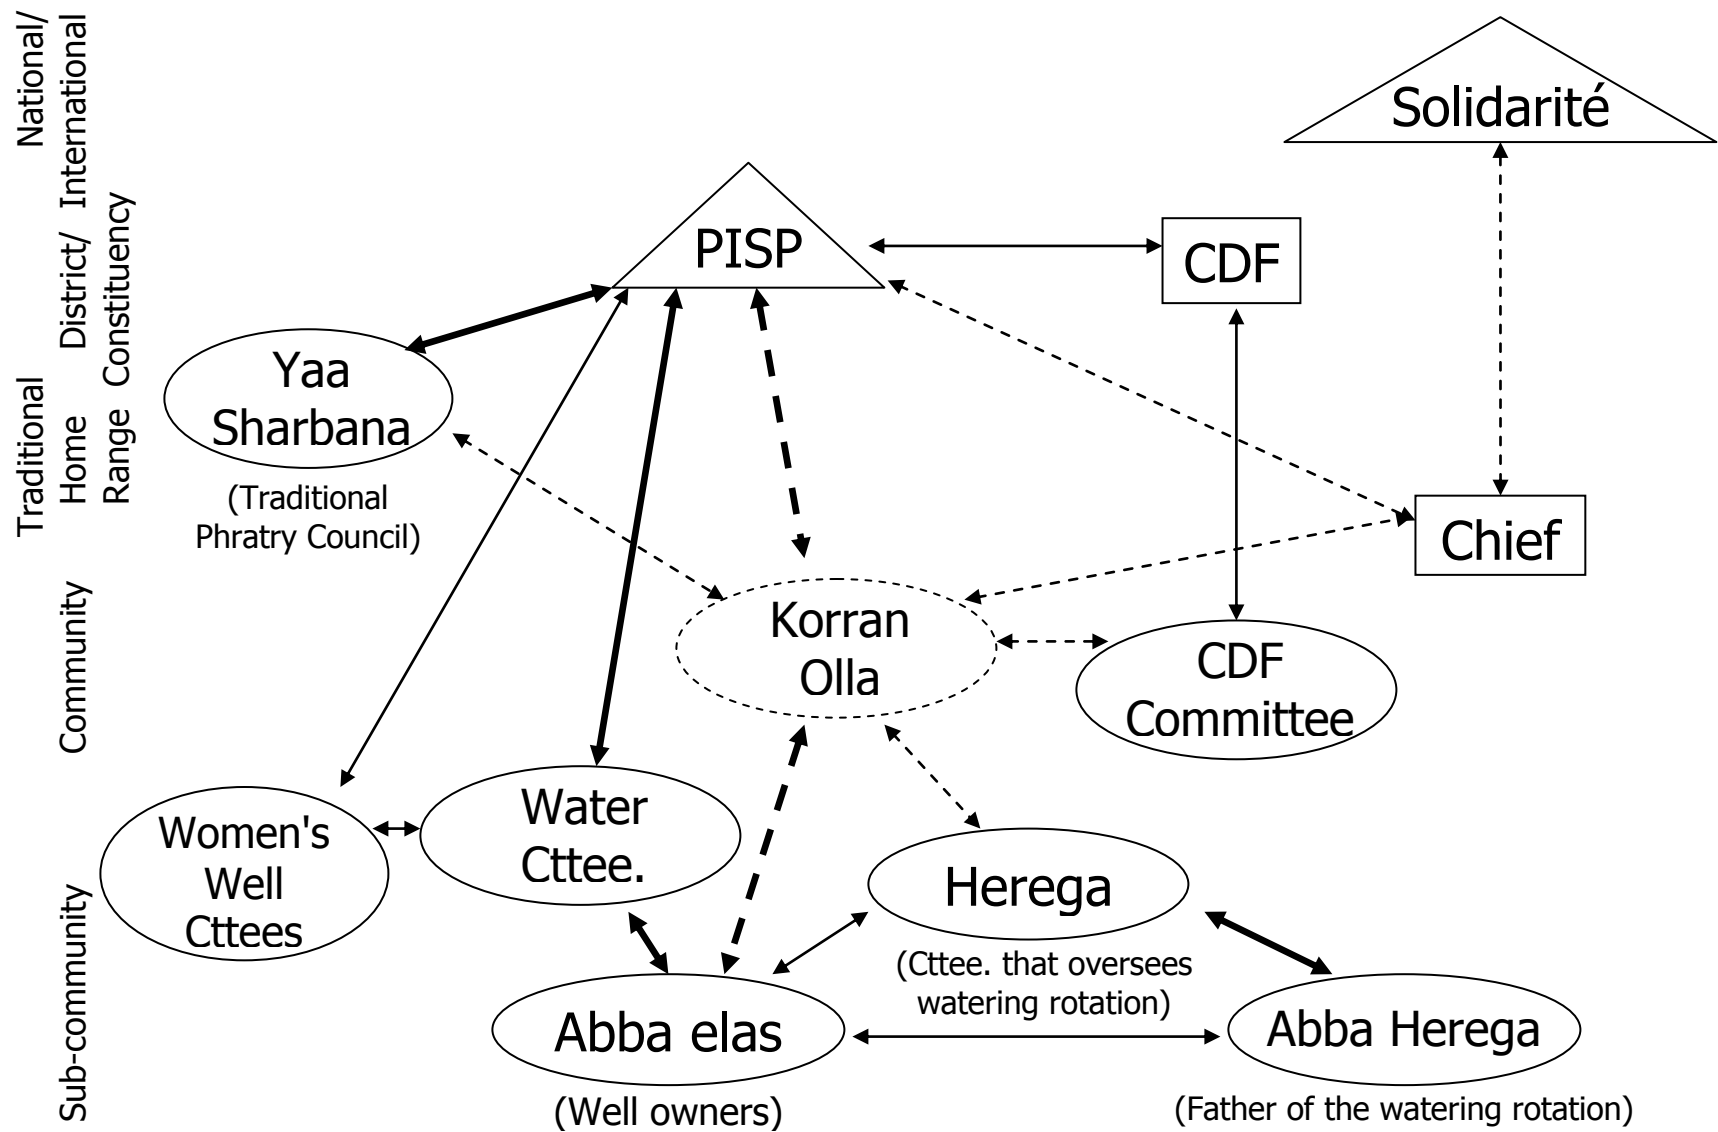 National/
International
District/
Constituency
Traditional
Home
Range
Community
Sub-community
Solidarité
PISP
CDF
Yaa
Sharbana
(Traditional
Phratry Council)
Chief
Korran
Olla
CDF
Committee
Women's
Well
Cttees
Water
Cttee.
Herega
(Cttee. that oversees
watering rotation)
Abba elas
(Well owners)
Abba Herega
(Father of the watering rotation)